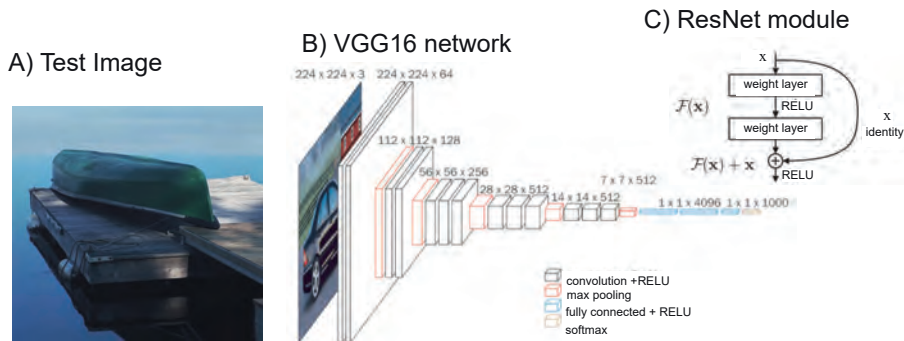 A) Test Image
B) VGG16 network
224 x 224 x 3
224 x 224 x 64
112 x 112 x 128
56 x 56 x 256
28 x 28 x 512
14 x 14 x 512
7 x 7 x 512
1 x 1 x 4096
1 x 1 x 1000
convolution +RELU
max pooling
fully connected + RELU
softmax
C) ResNet module
x
weight layer
F(x)
RELU
weight layer
x
identity
F(x) + x
RELU